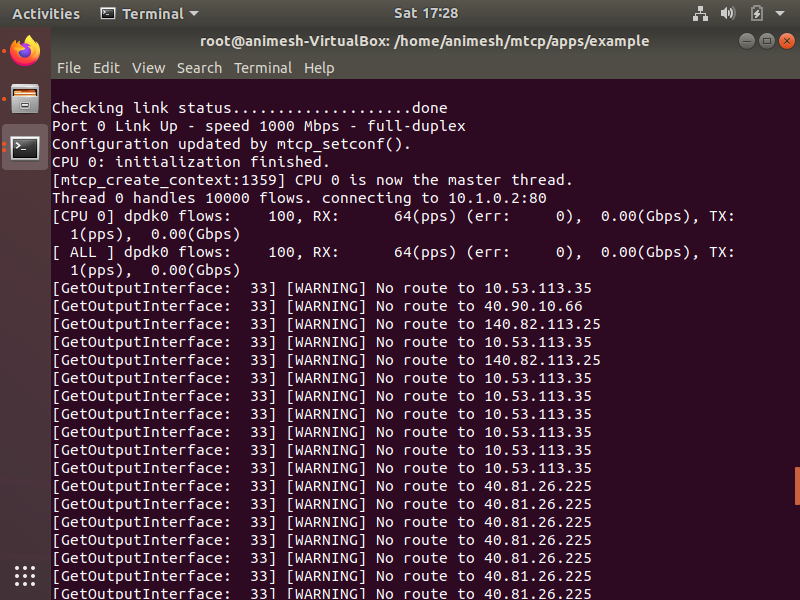 Activities Terminal Sat 17:28
root@animesh-VirtualBox: /home/animesh/mtcp/apps/example
File Edit View Search Terminal Help
Checking link status....................done
Port 0 Link Up - speed 1000 Mbps - full-duplex
Configuration updated by mtcp_setconf().
CPU 0: initialization finished.
[mtcp_create_context:1359] CPU 0 is now the master thread.
Thread 0 handles 10000 flows. connecting to 10.1.0.2:80
[CPU 0] dpdk0 flows:    100, RX:      64(pps) (err:     0),  0.00(Gbps), TX:
  1(pps),  0.00(Gbps)
[ ALL ] dpdk0 flows:    100, RX:      64(pps) (err:     0),  0.00(Gbps), TX:
  1(pps),  0.00(Gbps)
[GetOutputInterface:  33] [WARNING] No route to 10.53.113.35
[GetOutputInterface:  33] [WARNING] No route to 40.90.10.66
[GetOutputInterface:  33] [WARNING] No route to 140.82.113.25
[GetOutputInterface:  33] [WARNING] No route to 10.53.113.35
[GetOutputInterface:  33] [WARNING] No route to 140.82.113.25
[GetOutputInterface:  33] [WARNING] No route to 10.53.113.35
[GetOutputInterface:  33] [WARNING] No route to 10.53.113.35
[GetOutputInterface:  33] [WARNING] No route to 10.53.113.35
[GetOutputInterface:  33] [WARNING] No route to 10.53.113.35
[GetOutputInterface:  33] [WARNING] No route to 10.53.113.35
[GetOutputInterface:  33] [WARNING] No route to 10.53.113.35
[GetOutputInterface:  33] [WARNING] No route to 40.81.26.225
[GetOutputInterface:  33] [WARNING] No route to 40.81.26.225
[GetOutputInterface:  33] [WARNING] No route to 40.81.26.225
[GetOutputInterface:  33] [WARNING] No route to 40.81.26.225
[GetOutputInterface:  33] [WARNING] No route to 40.81.26.225
[GetOutputInterface:  33] [WARNING] No route to 40.81.26.225
[GetOutputInterface:  33] [WARNING] No route to 40.81.26.225